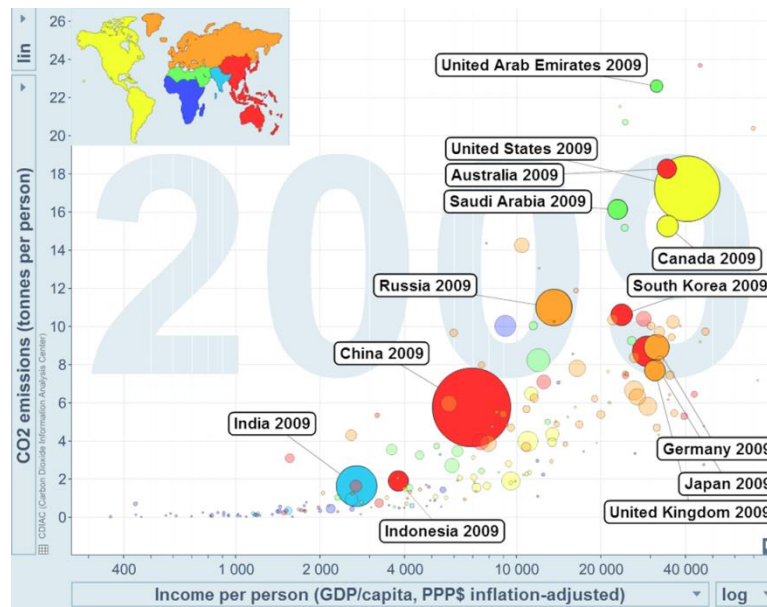 26
24
22
20
18
16
14
12
10
8
6
4
2
0
lin
CO2 emissions (tonnes per person)
CDIAC (Carbon Dioxide Information Analysis Center)
2009
United Arab Emirates 2009
United States 2009
Australia 2009
Saudi Arabia 2009
Canada 2009
Russia 2009
South Korea 2009
China 2009
India 2009
Germany 2009
Japan 2009
United Kingdom 2009
Indonesia 2009
400
1 000
2 000
4 000
10 000
20 000
40 000
Income per person (GDP/capita, PPP$ inflation-adjusted)
log